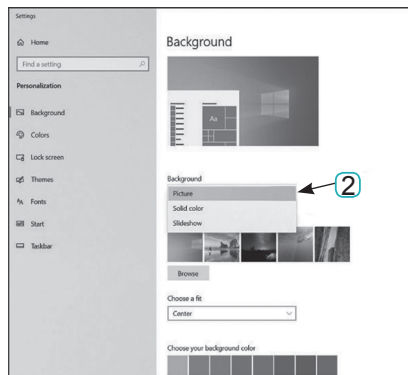 Settings
Home
Find a setting
Personalization
Background
Colors
Lock screen
Themes
Fonts
Start
Taskbar
Background
Aa
Background
Picture
2
Solid color
Slideshow
Browse
Choose a fit
Center
Choose your background color